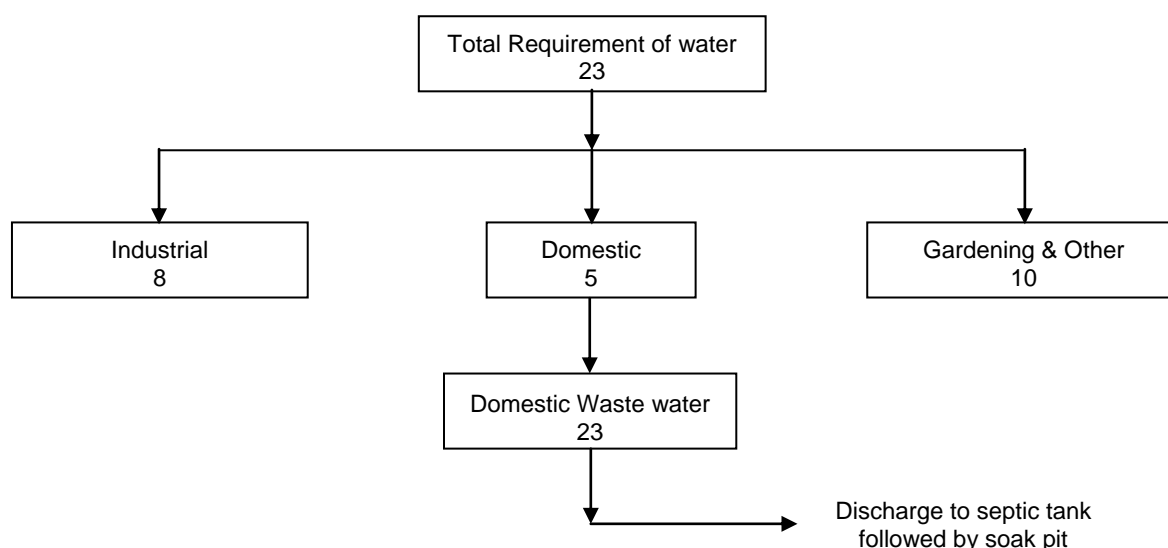 Total Requirement of water
23
Industrial
8
Domestic
5
Gardening & Other
10
Domestic Waste water
23
Discharge to septic tank
followed by soak pit